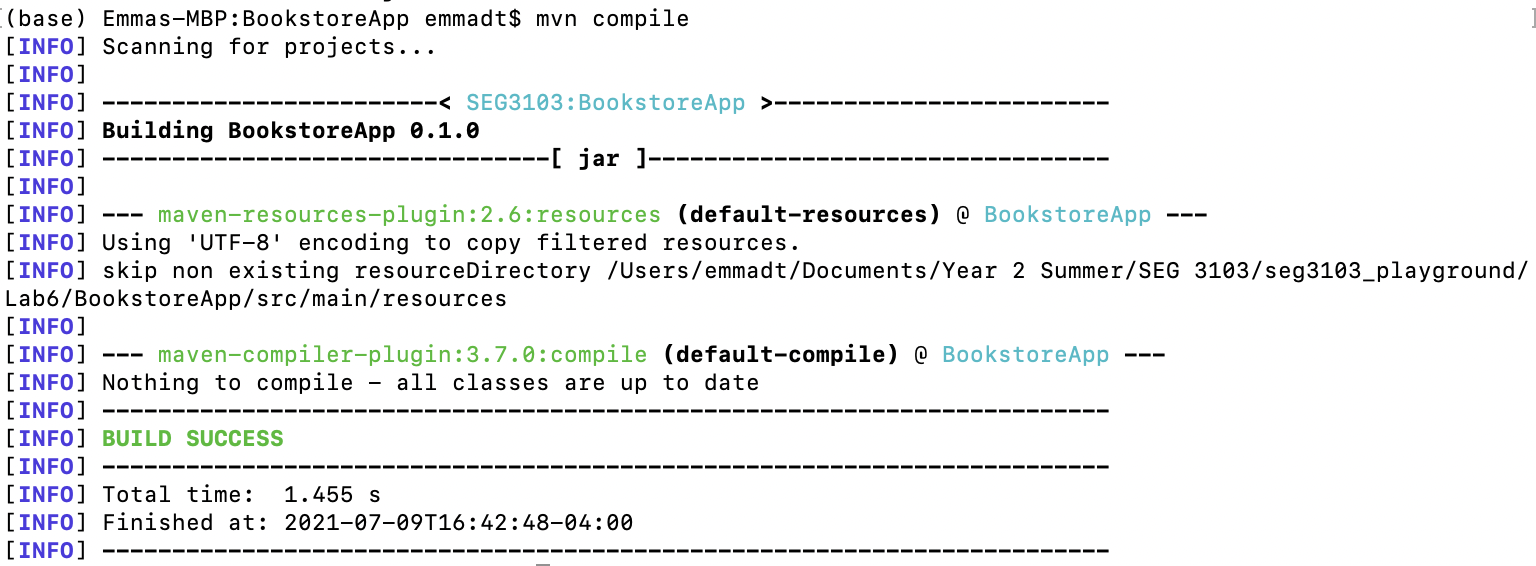 (base) Emmas-MBP:BookstoreApp emmadt$ mvn compile
[INFO] Scanning for projects...
[INFO]
[INFO] ------------------------< SEG3103:BookstoreApp >------------------------
[INFO] Building BookstoreApp 0.1.0
[INFO] --------------------------------[ jar ]---------------------------------
[INFO]
[INFO] --- maven-resources-plugin:2.6:resources (default-resources) @ BookstoreApp ---
[INFO] Using 'UTF-8' encoding to copy filtered resources.
[INFO] skip non existing resourceDirectory /Users/emmadt/Documents/Year 2 Summer/SEG 3103/seg3103_playground/
Lab6/BookstoreApp/src/main/resources
[INFO]
[INFO] --- maven-compiler-plugin:3.7.0:compile (default-compile) @ BookstoreApp ---
[INFO] Nothing to compile - all classes are up to date
[INFO] ------------------------------------------------------------------------
[INFO] BUILD SUCCESS
[INFO] ------------------------------------------------------------------------
[INFO] Total time:  1.455 s
[INFO] Finished at: 2021-07-09T16:42:48-04:00
[INFO] ------------------------------------------------------------------------